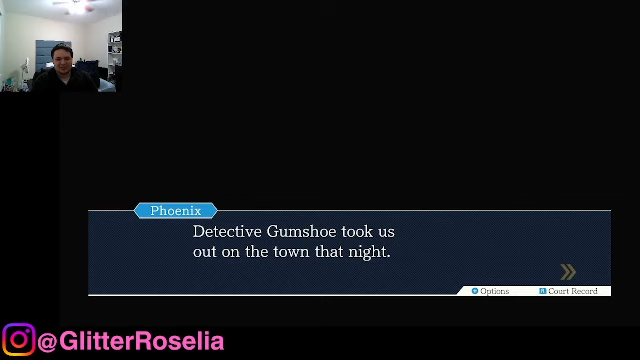 Phoenix
Detective Gumshoe took us
out on the town that night.
Options
Court Record
@GlitterRoselia